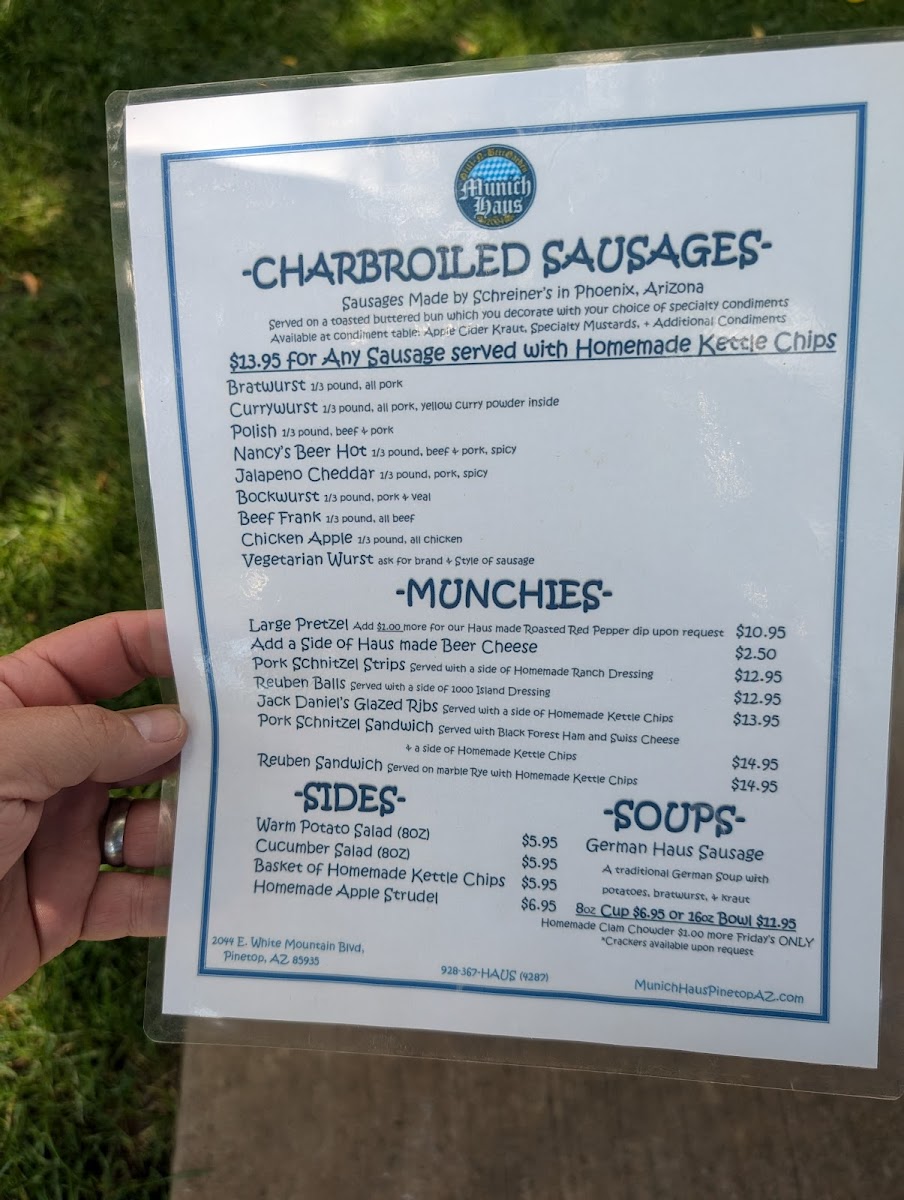 Munich
Haus
-CHARBROILED SAUSAGES-
Sausages Made by Schreiner's in Phoenix, Arizona
Served on a toasted buttered bun which you decorate with your choice of specialty condiments
Available at condiment table: Apple Cider Kraut, Specialty Mustards, + Additional Condiments
$13.95 for Any Sausage served with Homemade Kettle Chips
Bratwurst 1/3 pound, all pork
Currywurst 1/3 pound, all pork, yellow curry powder inside
Polish 1/3 pound, beef & pork
Nancy's Beer Hot 1/3 pound, beef & pork, spicy
Jalapeno Cheddar 1/3 pound, pork, spicy
Bockwurst 1/3 pound, pork & veal
Beef Frank 1/3 pound, all beef
Chicken Apple 1/3 pound, all chicken
Vegetarian Wurst ask for brand & Style of sausage
-MUNCHIES-
Large Pretzel Add $1.00 more for our Haus made Roasted Red Pepper dip upon request $10.95
Add a Side of Haus made Beer Cheese $2.50
Pork Schnitzel Strips Served with a side of Homemade Ranch Dressing $12.95
Reuben Balls Served with a side of 1000 Island Dressing $12.95
Jack Daniel's Glazed Ribs Served with a side of Homemade Kettle Chips $13.95
Pork Schnitzel Sandwich Served with Black Forest Ham and Swiss Cheese
& a side of Homemade Kettle Chips $14.95
Reuben Sandwich Served on marble Rye with Homemade Kettle Chips $14.95
-SIDES-
Warm Potato Salad (8oz) $5.95
Cucumber Salad (8oz) $5.95
Basket of Homemade Kettle Chips $5.95
Homemade Apple Strudel $6.95
-SOUPS-
German Haus Sausage
A traditional German Soup with
potatoes, bratwurst, & kraut
8oz Cup $6.95 or 16oz Bowl $11.95
Homemade Clam Chowder $1.00 more Friday's ONLY
*Crackers available upon request
2044 E. White Mountain Blvd,
Pinetop, AZ 85935
928-367-HAUS (4287)
MunichHausPinetopAZ.com